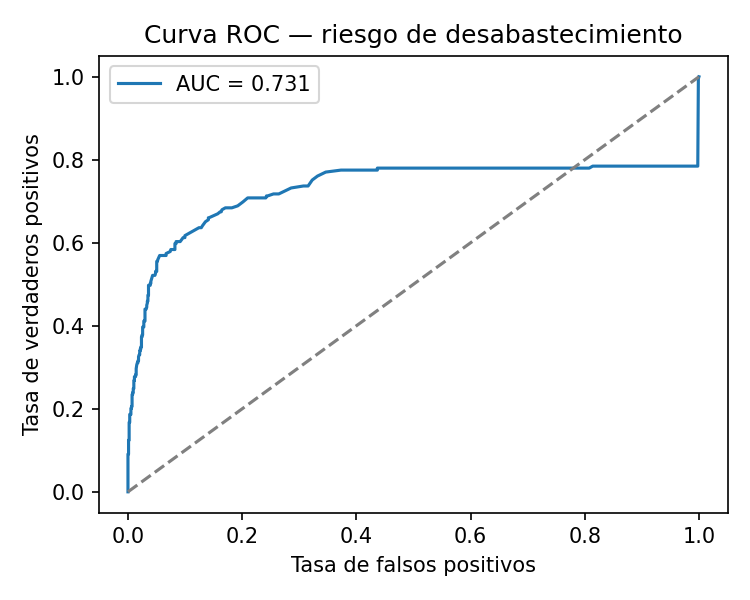 Curva ROC — riesgo de desabastecimiento
AUC = 0.731
Tasa de verdaderos positivos
1.0
0.8
0.6
0.4
0.2
0.0
0.0 0.2 0.4 0.6 0.8 1.0
Tasa de falsos positivos